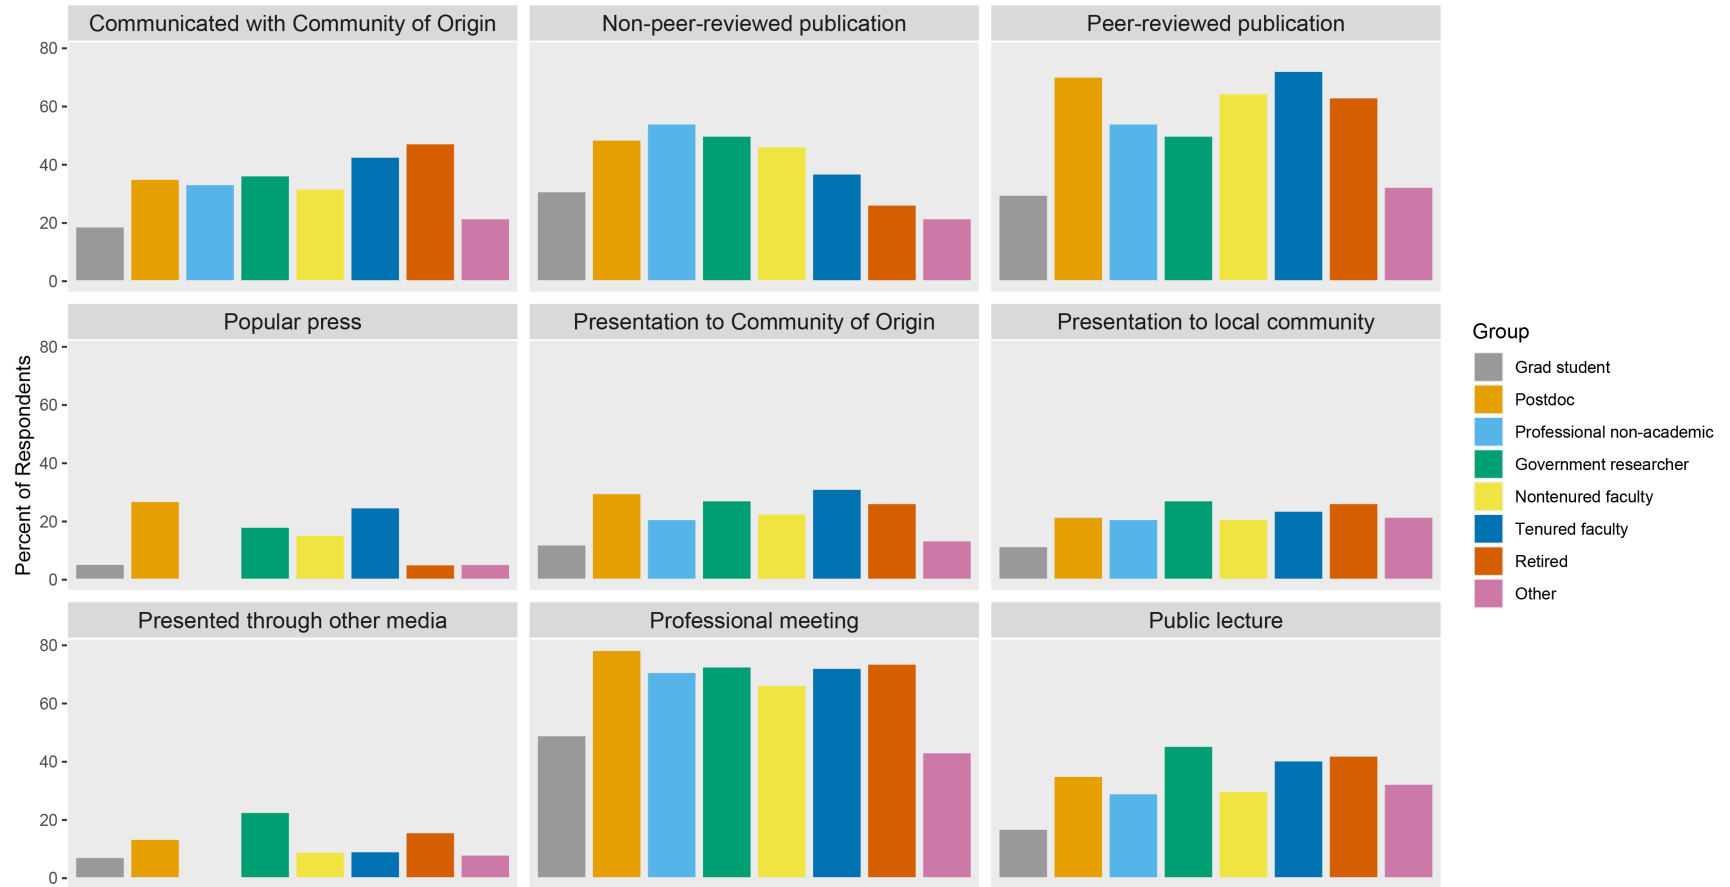 Communicated with Community of Origin
Non-peer-reviewed publication
Peer-reviewed publication
80
60
40
20
0
Popular press
Presentation to Community of Origin
Presentation to local community
80
60
40
20
0
Presented through other media
Professional meeting
Public lecture
80
60
40
20
0
Percent of Respondents
Group
Grad student
Postdoc
Professional non-academic
Government researcher
Nontenured faculty
Tenured faculty
Retired
Other